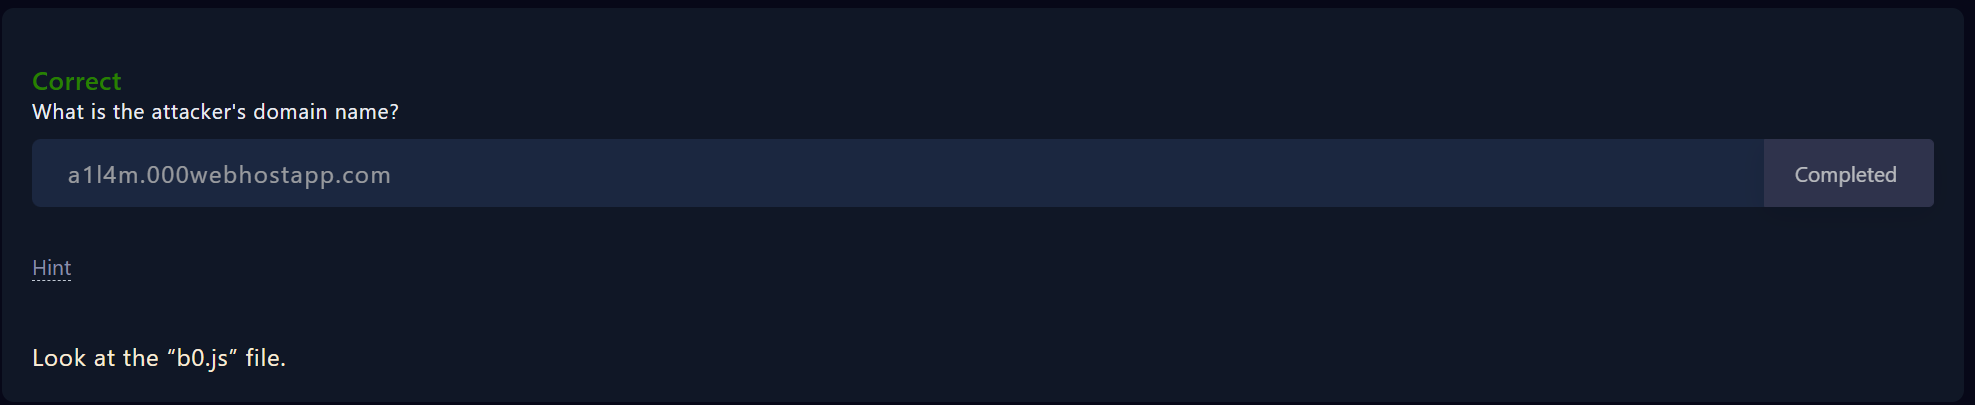 Correct
What is the attacker's domain name?
a1l4m.000webhostapp.com
Completed
Hint
Look at the “b0.js” file.